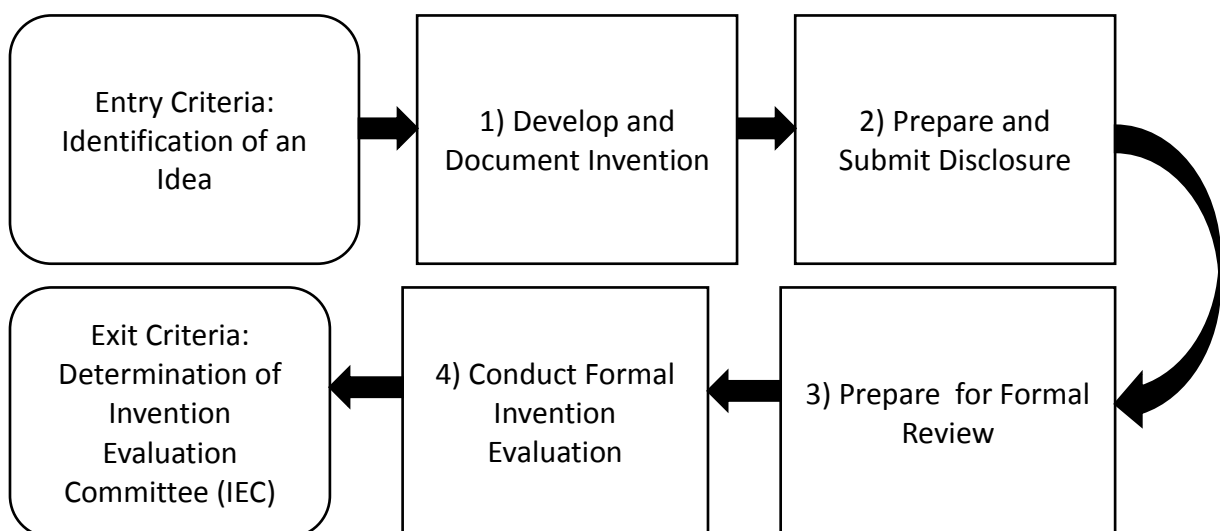 Entry Criteria:
Identification of an
Idea
1) Develop and
Document Invention
2) Prepare and
Submit Disclosure
3) Prepare  for Formal
Review
4) Conduct Formal
Invention
Evaluation
Exit Criteria:
Determination of
Invention
Evaluation
Committee (IEC)